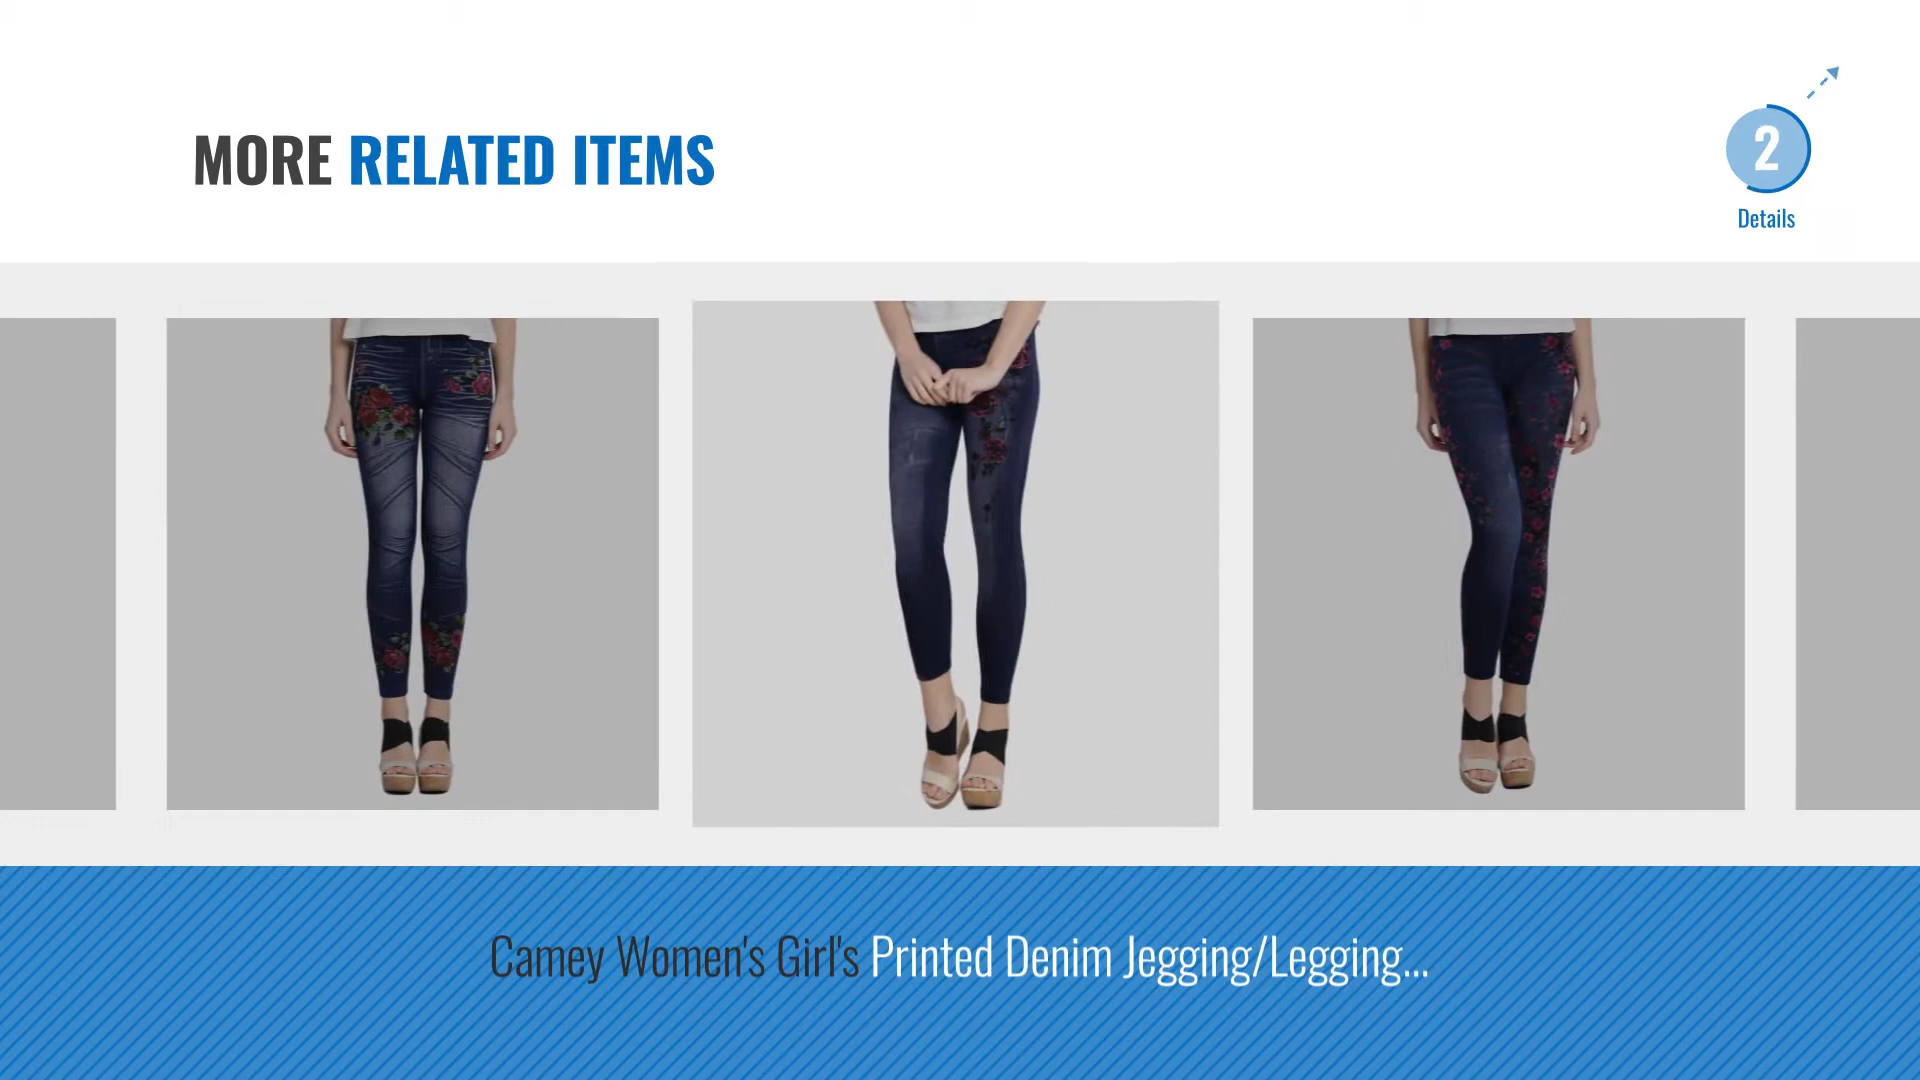 MORE RELATED ITEMS
2
Details
Camey Women's Girl's Printed Denim Jegging/Legging...